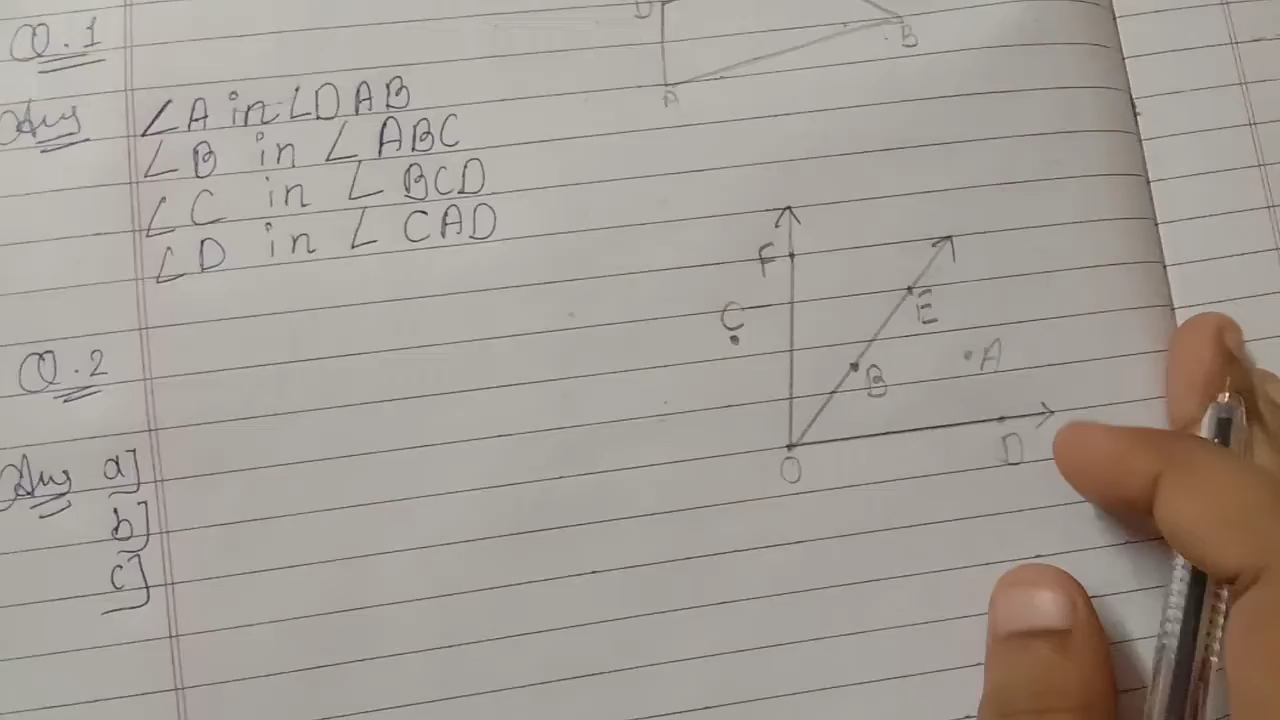 D
B
A
Q.1
Ans ∠A in ∠DAB
∠B in ∠ABC
∠C in ∠BCD
∠D in ∠CAD
F
C
E
A
B
D
O
Q.2
Ans a]
b]
c]